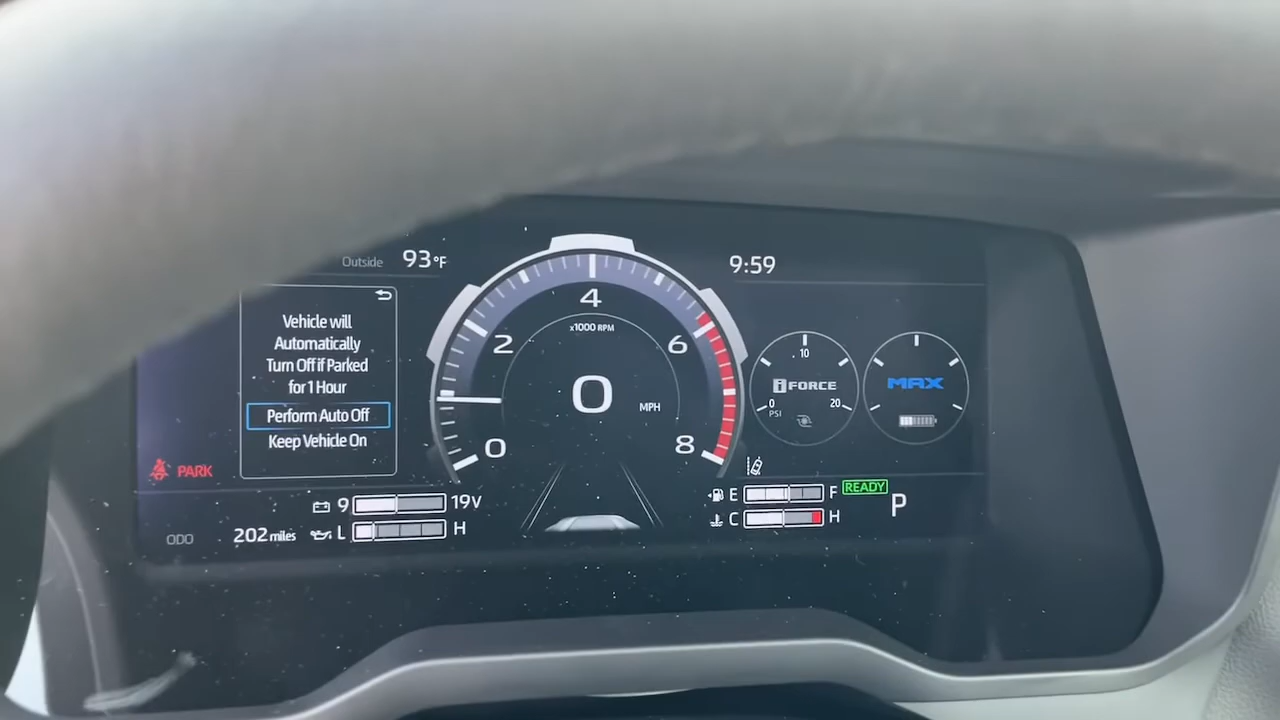 Outside 93°F
9:59
Vehicle will
Automatically
Turn Off if Parked
for 1 Hour
Perform Auto Off
Keep Vehicle On
PARK
9 19V
ODO 202 miles
L H
4
x1000 RPM
2 6
0 MPH
0 8
10
iFORCE
0 20
PSI
MAX
E F READY
C H
P